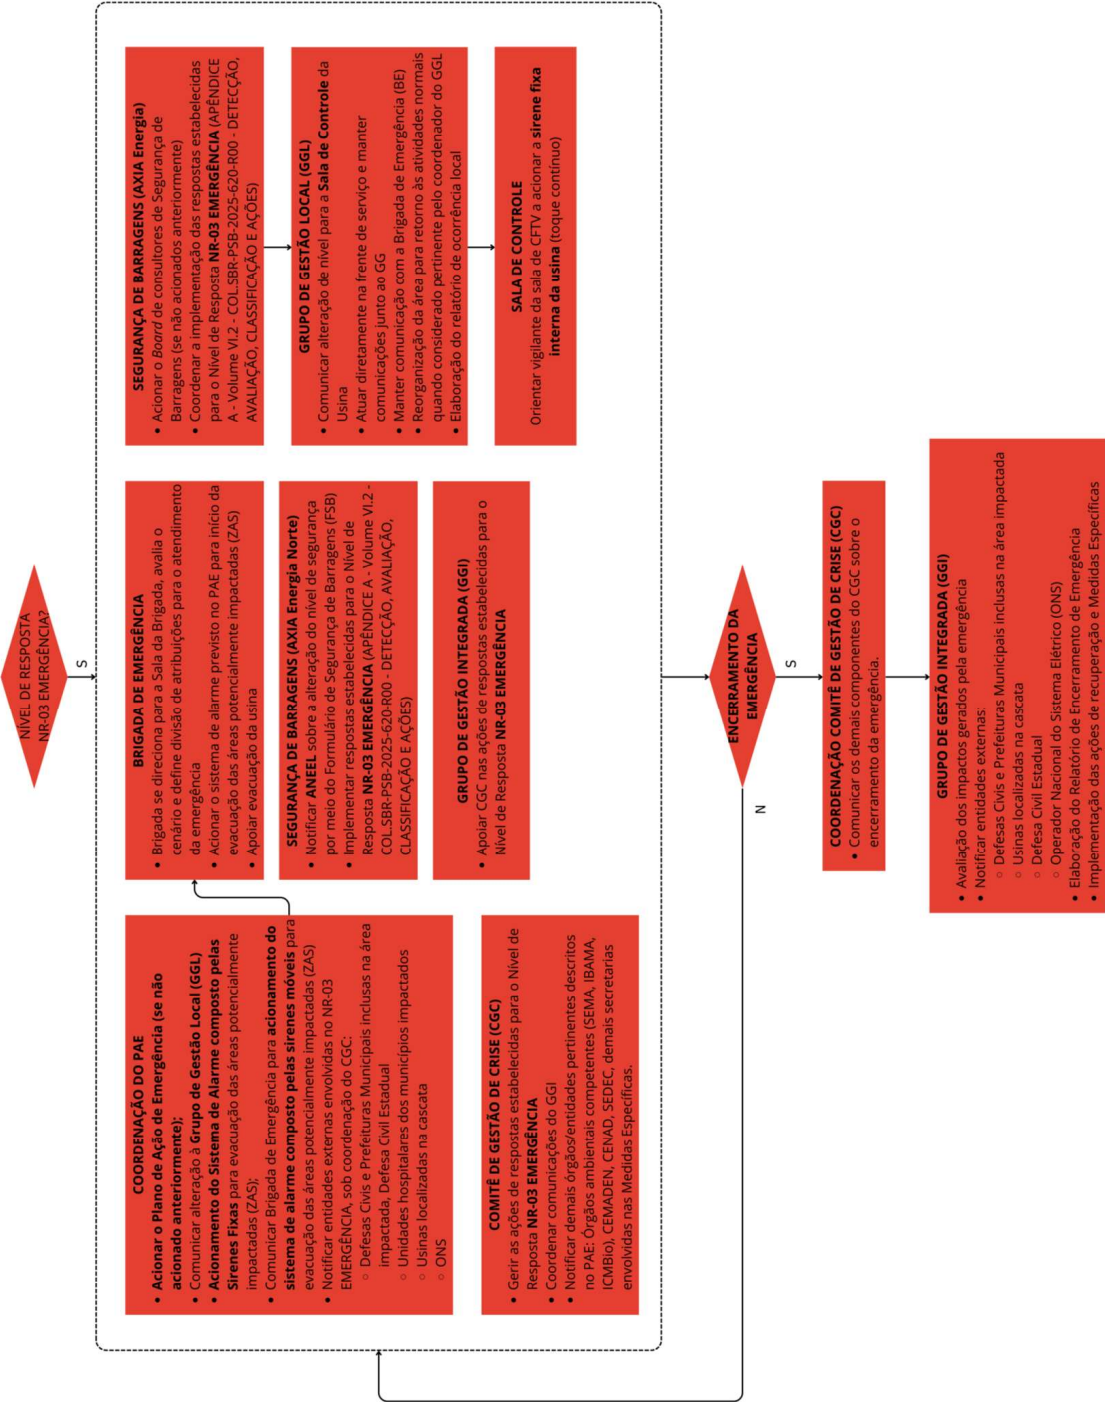 NÍVEL DE RESPOSTA
NR-03 EMERGÊNCIA?
S
COORDENAÇÃO DO PAE
• Acionar o Plano de Ação de Emergência (se não
acionado anteriormente);
• Comunicar alteração à Grupo de Gestão Local (GGL)
• Acionamento do Sistema de Alarme composto pelas
Sirenes Fixas para evacuação das áreas potencialmente
impactadas (ZAS);
• Comunicar Brigada de Emergência para acionamento do
sistema de alarme composto pelas sirenes móveis para
evacuação das áreas potencialmente impactadas (ZAS)
• Notificar entidades externas envolvidas no NR-03
EMERGÊNCIA, sob coordenação do CGC:
○ Defesas Civis e Prefeituras Municipais inclusas na área
impactada, Defesa Civil Estadual
○ Unidades hospitalares dos municípios impactados
○ Usinas localizadas na cascata
○ ONS
COMITÊ DE GESTÃO DE CRISE (CGC)
• Gerir as ações de respostas estabelecidas para o Nível de
Resposta NR-03 EMERGÊNCIA
• Coordenar comunicações do GGI
• Notificar demais órgãos/entidades pertinentes descritos
no PAE: Órgãos ambientais competentes (SEMA, IBAMA,
ICMBio), CEMADEN, CENAD, SEDEC, demais secretarias
envolvidas nas Medidas Específicas.
BRIGADA DE EMERGÊNCIA
• Brigada se direciona para a Sala da Brigada, avalia o
cenário e define divisão de atribuições para o atendimento
da emergência
• Acionar o sistema de alarme previsto no PAE para início da
evacuação das áreas potencialmente impactadas (ZAS)
• Apoiar evacuação da usina
SEGURANÇA DE BARRAGENS (AXIA Energia Norte)
• Notificar ANEEL sobre a alteração do nível de segurança
por meio do Formulário de Segurança de Barragens (FSB)
• Implementar respostas estabelecidas para o Nível de
Resposta NR-03 EMERGÊNCIA (APÊNDICE A - Volume VI.2 -
COL.SBR-PSB-2025-620-R00 - DETECÇÃO, AVALIAÇÃO,
CLASSIFICAÇÃO E AÇÕES)
GRUPO DE GESTÃO INTEGRADA (GGI)
• Apoiar CGC nas ações de respostas estabelecidas para o
Nível de Resposta NR-03 EMERGÊNCIA
SEGURANÇA DE BARRAGENS (AXIA Energia)
• Acionar o Board de consultores de Segurança de
Barragens (se não acionados anteriormente)
• Coordenar a implementação das respostas estabelecidas
para o Nível de Resposta NR-03 EMERGÊNCIA (APÊNDICE
A - Volume VI.2 - COL.SBR-PSB-2025-620-R00 - DETECÇÃO,
AVALIAÇÃO, CLASSIFICAÇÃO E AÇÕES)
GRUPO DE GESTÃO LOCAL (GGL)
• Comunicar alteração de nível para a Sala de Controle da
Usina
• Atuar diretamente na frente de serviço e manter
comunicações junto ao GG
• Manter comunicação com a Brigada de Emergência (BE)
• Reorganização da área para retorno às atividades normais
quando considerado pertinente pelo coordenador do GGL
• Elaboração do relatório de ocorrência local
SALA DE CONTROLE
Orientar vigilante da sala de CFTV a acionar a sirene fixa
interna da usina (toque contínuo)
ENCERRAMENTO DA
EMERGÊNCIA
N
S
COORDENAÇÃO COMITÊ DE GESTÃO DE CRISE (CGC)
• Comunicar os demais componentes do CGC sobre o
encerramento da emergência.
GRUPO DE GESTÃO INTEGRADA (GGI)
• Avaliação dos impactos gerados pela emergência
• Notificar entidades externas:
○ Defesas Civis e Prefeituras Municipais inclusas na área impactada
○ Usinas localizadas na cascata
○ Defesa Civil Estadual
○ Operador Nacional do Sistema Elétrico (ONS)
• Elaboração do Relatório de Encerramento de Emergência
• Implementação das ações de recuperação e Medidas Específicas